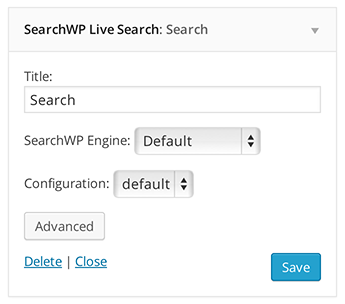 SearchWP Live Search: Search
Title:
Search
SearchWP Engine: Default
Configuration: default
Advanced
Delete | Close
Save